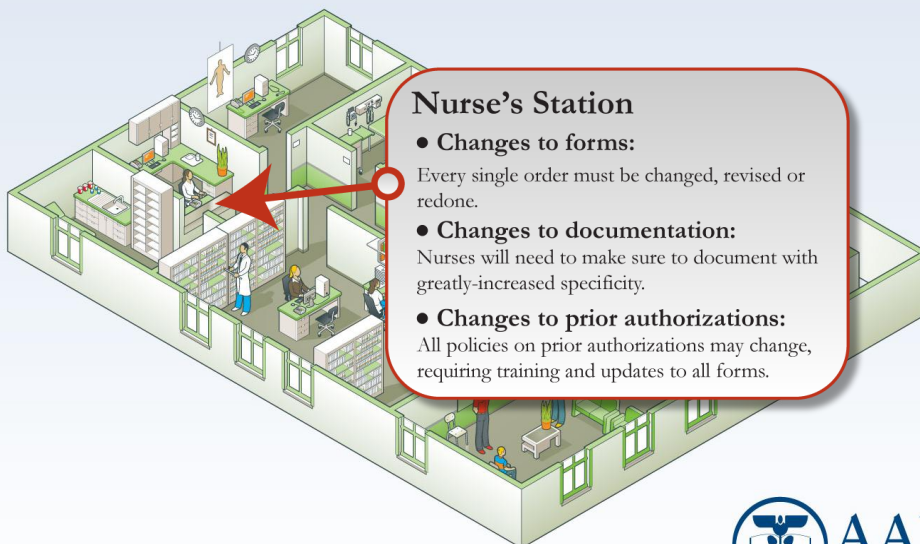 Nurse’s Station
● Changes to forms:
Every single order must be changed, revised or
redone.
● Changes to documentation:
Nurses will need to make sure to document with
greatly-increased specificity.
● Changes to prior authorizations:
All policies on prior authorizations may change,
requiring training and updates to all forms.